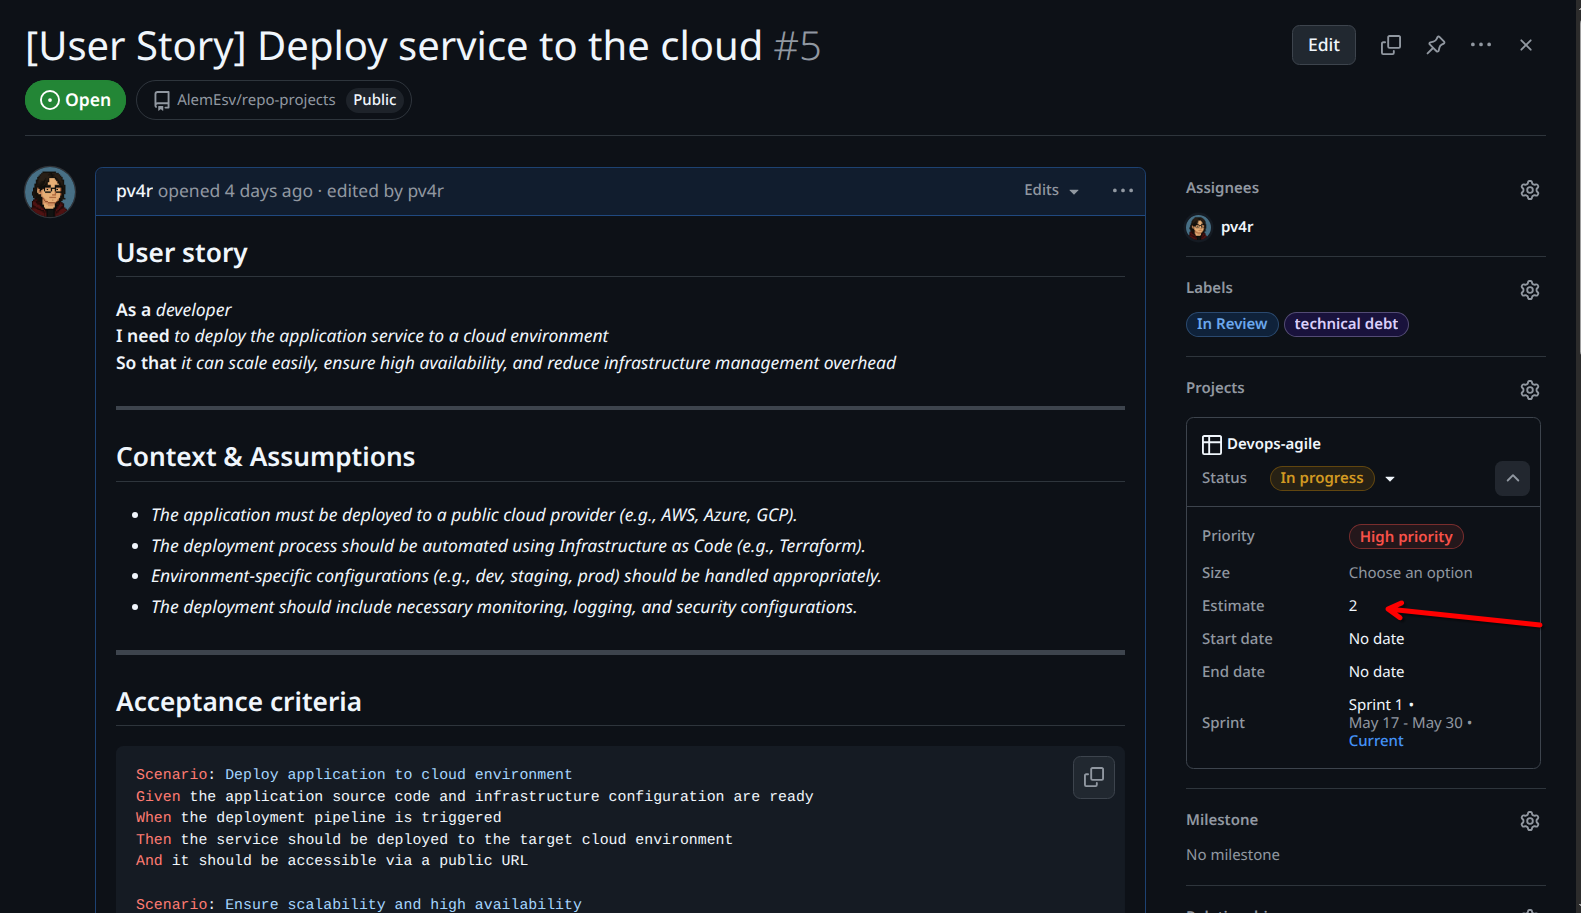 [User Story] Deploy service to the cloud #5
Edit
Open
AlemEsv/repo-projects Public
pv4r opened 4 days ago · edited by pv4r
Edits
User story
As a developer
I need to deploy the application service to a cloud environment
So that it can scale easily, ensure high availability, and reduce infrastructure management overhead
Context & Assumptions
• The application must be deployed to a public cloud provider (e.g., AWS, Azure, GCP).
• The deployment process should be automated using Infrastructure as Code (e.g., Terraform).
• Environment-specific configurations (e.g., dev, staging, prod) should be handled appropriately.
• The deployment should include necessary monitoring, logging, and security configurations.
Acceptance criteria
Scenario: Deploy application to cloud environment
Given the application source code and infrastructure configuration are ready
When the deployment pipeline is triggered
Then the service should be deployed to the target cloud environment
And it should be accessible via a public URL
Scenario: Ensure scalability and high availability
Assignees
pv4r
Labels
In Review technical debt
Projects
Devops-agile
Status In progress
Priority High priority
Size Choose an option
Estimate 2
Start date No date
End date No date
Sprint Sprint 1 •
May 17 - May 30 •
Current
Milestone
No milestone